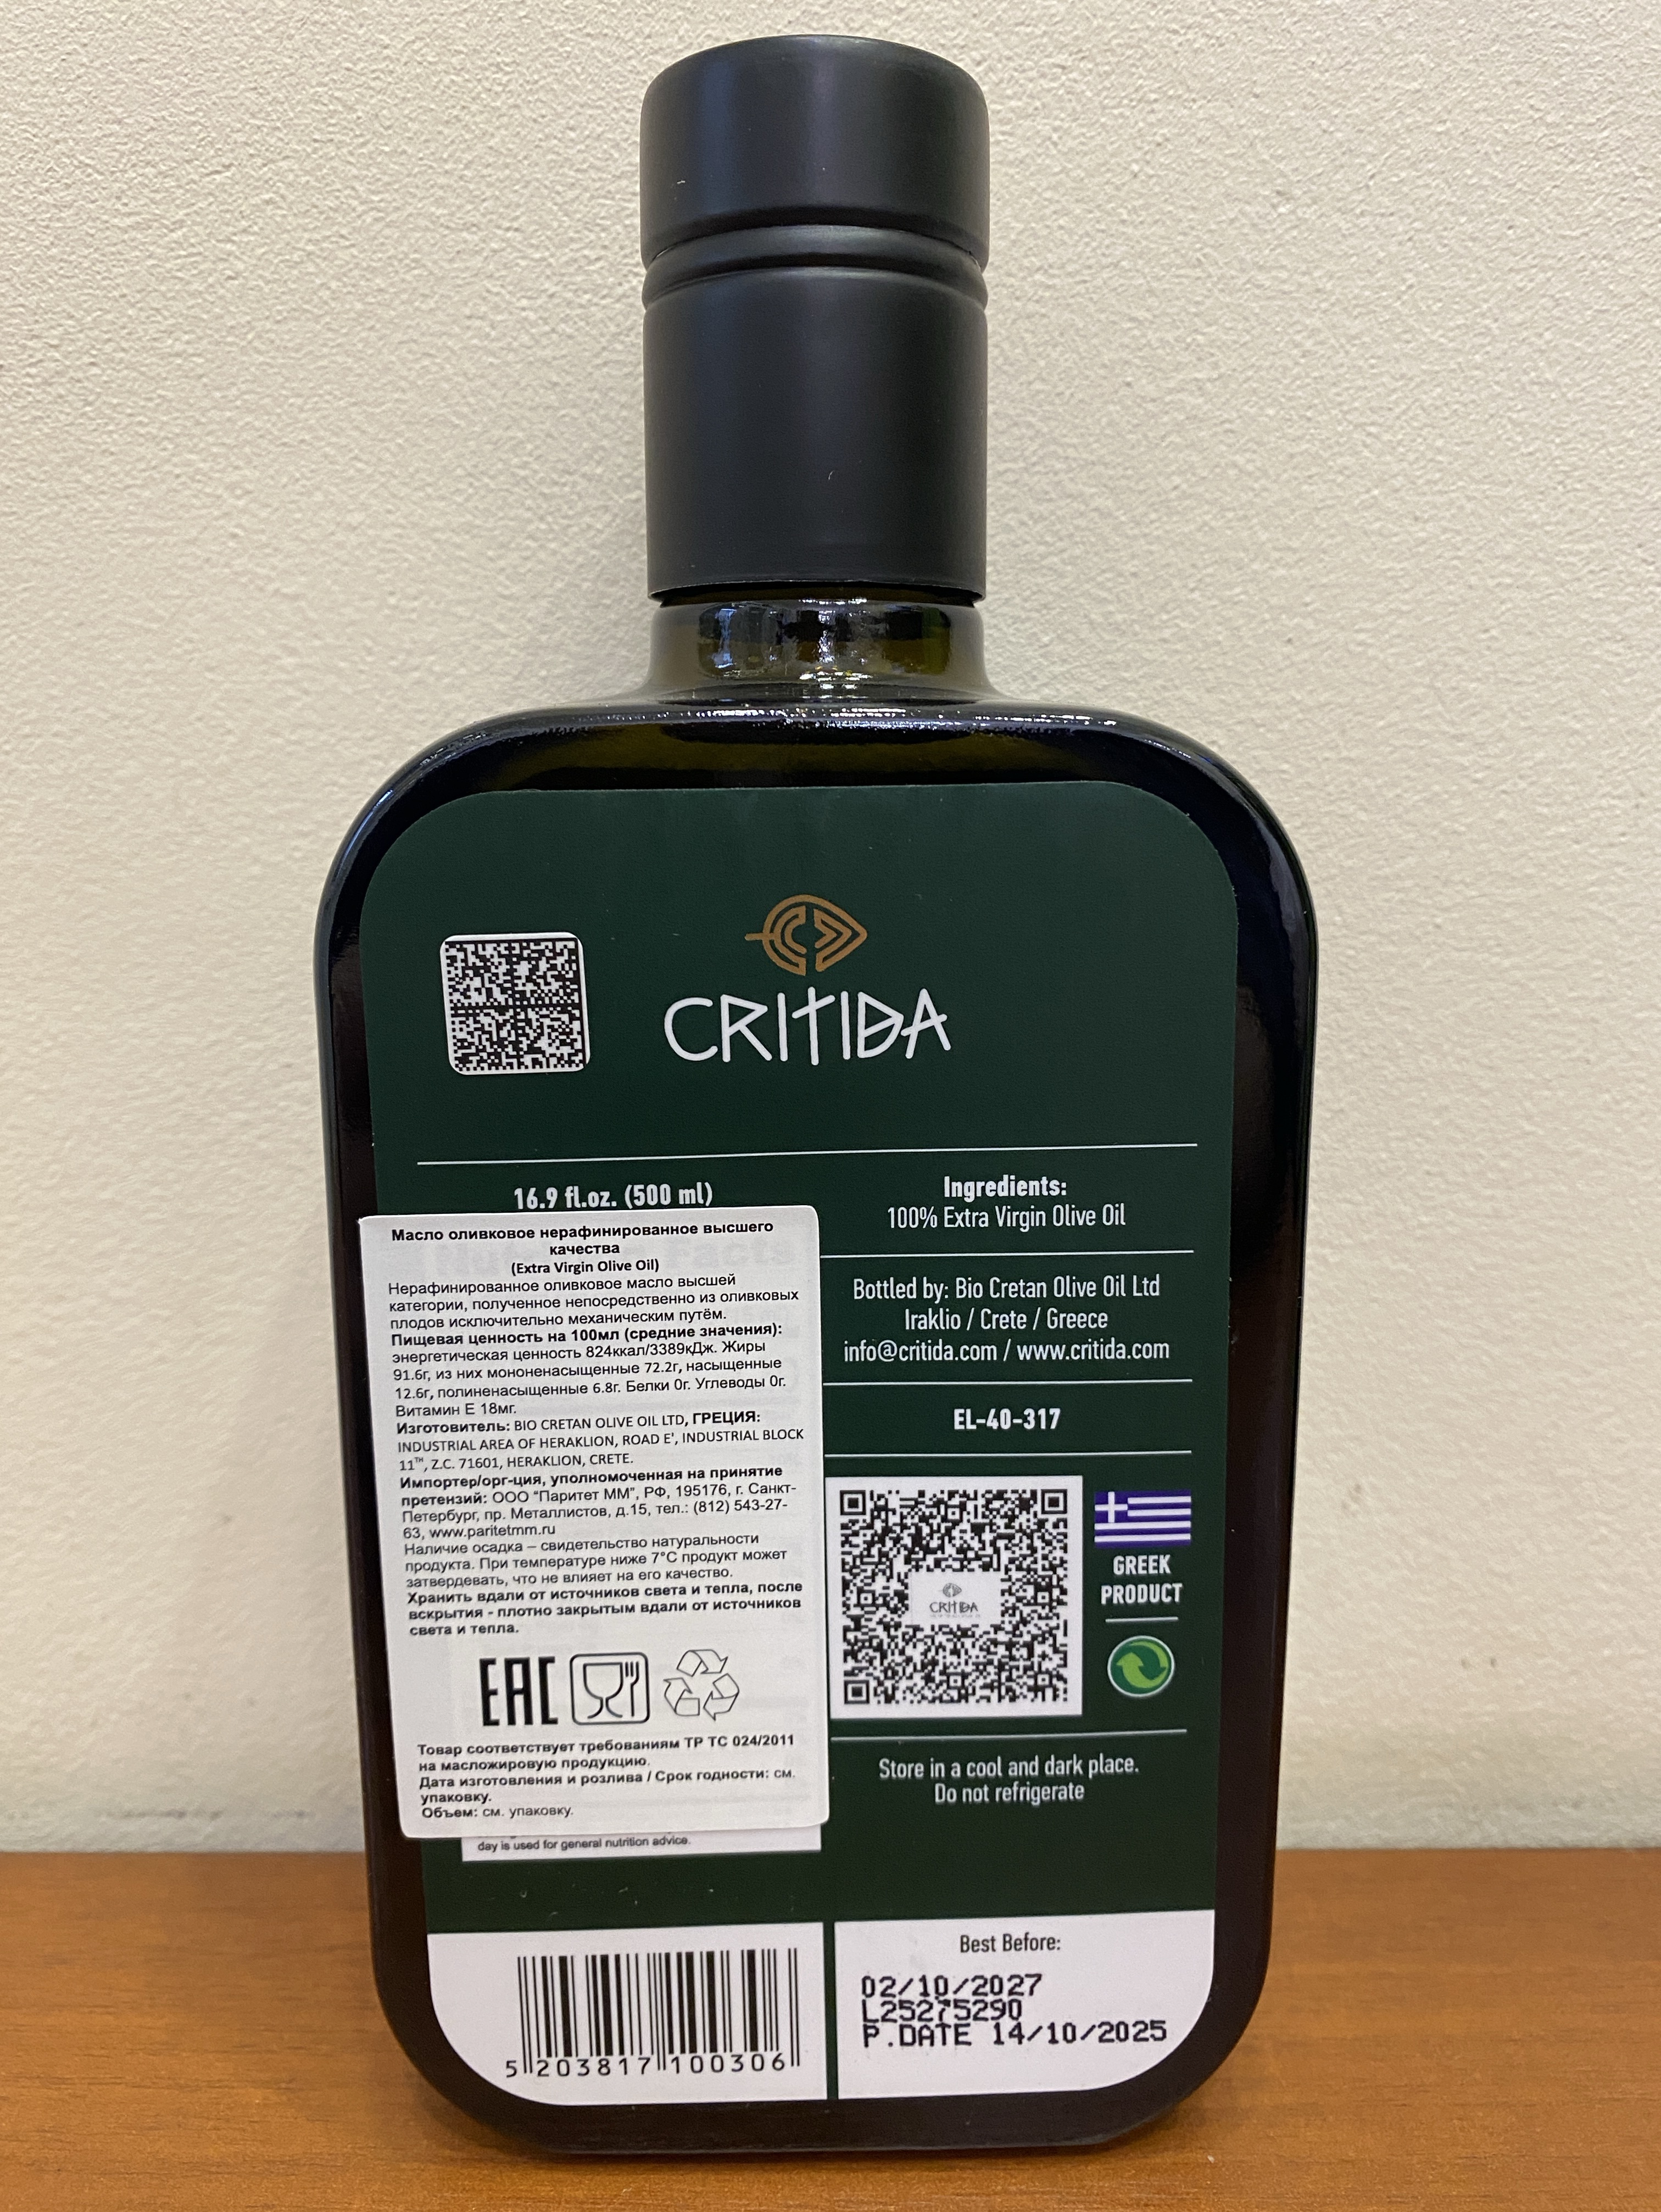 CRITIDA
16.9 fl.oz. (500 ml)
Масло оливковое нерафинированное высшего
качества
(Extra Virgin Olive Oil)
Нерафинированное оливковое масло высшей
категории, полученное непосредственно из оливковых
плодов исключительно механическим путём.
Пищевая ценность на 100мл (средние значения):
энергетическая ценность 824ккал/3389кДж. Жиры
91.6г, из них мононенасыщенные 72.2г, насыщенные
12.6г, полиненасыщенные 6.8г. Белки 0г. Углеводы 0г.
Витамин Е 18мг.
Изготовитель: BIO CRETAN OLIVE OIL LTD, ГРЕЦИЯ:
INDUSTRIAL AREA OF HERAKLION, ROAD E', INDUSTRIAL BLOCK
11TH, Z.C. 71601, HERAKLION, CRETE.
Импортер/орг-ция, уполномоченная на принятие
претензий: ООО "Паритет ММ", РФ, 195176, г. Санкт-
Петербург, пр. Металлистов, д.15, тел.: (812) 543-27-
63, www.paritetmm.ru
Наличие осадка – свидетельство натуральности
продукта. При температуре ниже 7°С продукт может
затвердевать, что не влияет на его качество.
Хранить вдали от источников света и тепла, после
вскрытия - плотно закрытым вдали от источников
света и тепла.
EAC
Товар соответствует требованиям ТР ТС 024/2011
на масложировую продукцию.
Дата изготовления и розлива / Срок годности: см.
упаковку.
Объем: см. упаковку.
day is used for general nutrition advice.
5 203817 100306
Ingredients:
100% Extra Virgin Olive Oil
Bottled by: Bio Cretan Olive Oil Ltd
Iraklio / Crete / Greece
info@critida.com / www.critida.com
EL-40-317
CRITIDA
GREEK
PRODUCT
Store in a cool and dark place.
Do not refrigerate
Best Before:
02/10/2027
L25275290
P.DATE 14/10/2025